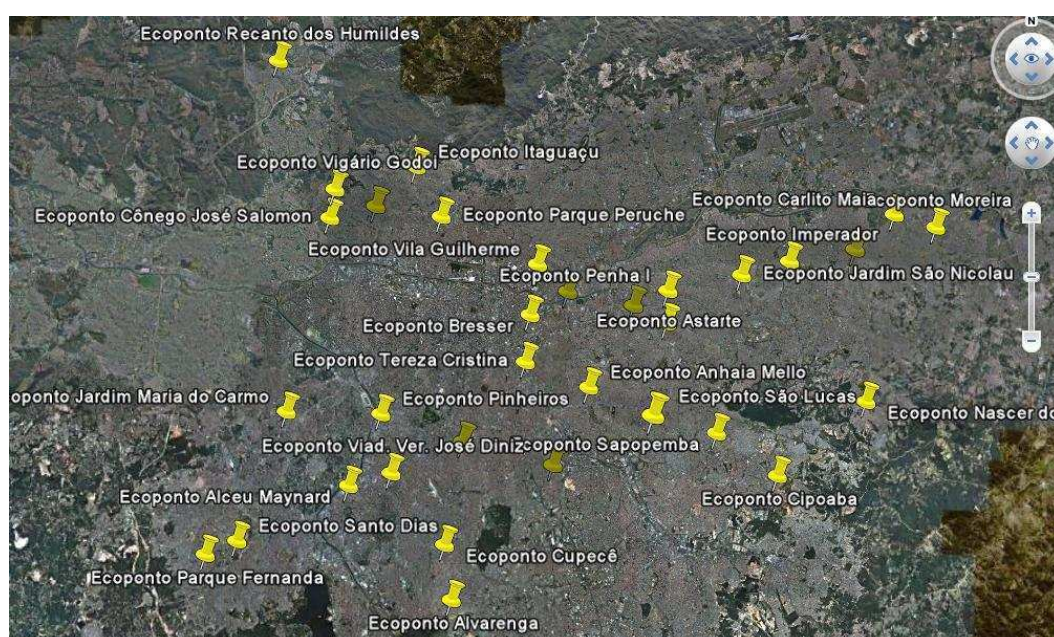 Ecoponto Recanto dos Humildes
N
Ecoponto Itaguaçu
Ecoponto Vigário Godoi
Ecoponto Carlito Maia
coponto Moreira
Ecoponto Cônego José Salomon
Ecoponto Parque Peruche
Ecoponto Imperador
Ecoponto Vila Guilherme
Ecoponto Penha I
Ecoponto Jardim São Nicolau
Ecoponto Bresser
Ecoponto Astarte
Ecoponto Tereza Cristina
Ecoponto Anhaia Mello
oponto Jardim Maria do Carmo
Ecoponto Pinheiros
Ecoponto São Lucas
Ecoponto Nascer do
Ecoponto Viad. Ver. José Diniz
coponto Sapopemba
Ecoponto Alceu Maynard
Ecoponto Cipoaba
Ecoponto Santo Dias
Ecoponto Cupecê
Ecoponto Parque Fernanda
Ecoponto Alvarenga